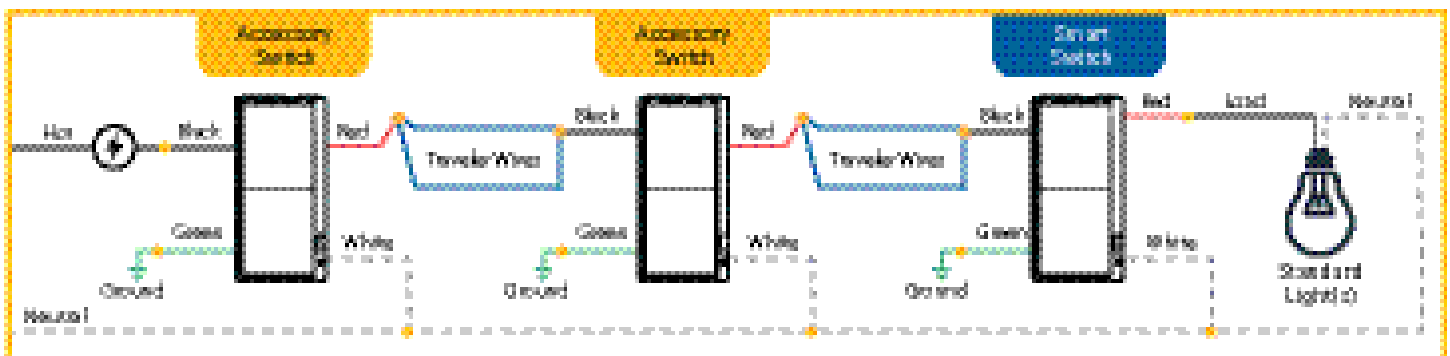 Accessory
Switch
Accessory
Switch
Smart
Switch
Hot
Black
Red
Traveler Wires
Black
Red
Traveler Wires
Black
Red
Load
Neutral
Green
White
Green
White
Green
White
Ground
Ground
Ground
Standard
Light(s)
Neutral